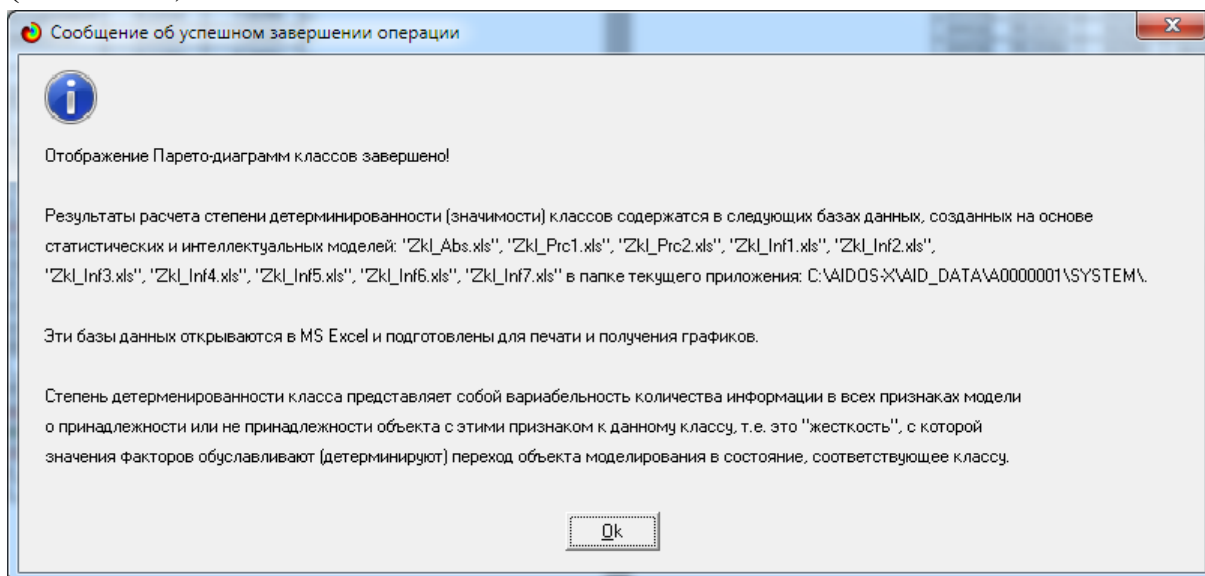 Сообщение об успешном завершении операции
Отображение Парето-диаграмм классов завершено!
Результаты расчета степени детерминированности (значимости) классов содержатся в следующих базах данных, созданных на основе
статистических и интеллектуальных моделей: "Zkl_Abs.xls", "Zkl_Prc1.xls", "Zkl_Prc2.xls", "Zkl_Inf1.xls", "Zkl_Inf2.xls",
"Zkl_Inf3.xls", "Zkl_Inf4.xls", "Zkl_Inf5.xls", "Zkl_Inf6.xls", "Zkl_Inf7.xls" в папке текущего приложения: C:\AIDOS-X\AID_DATA\A0000001\SYSTEM\.
Эти базы данных открываются в MS Excel и подготовлены для печати и получения графиков.
Степень детерменированности класса представляет собой вариабельность количества информации в всех признаках модели
о принадлежности или не принадлежности объекта с этими признаком к данному классу, т.е. это "жесткость", с которой
значения факторов обуславливают (детерминируют) переход объекта моделирования в состояние, соответствующее классу.
Ok